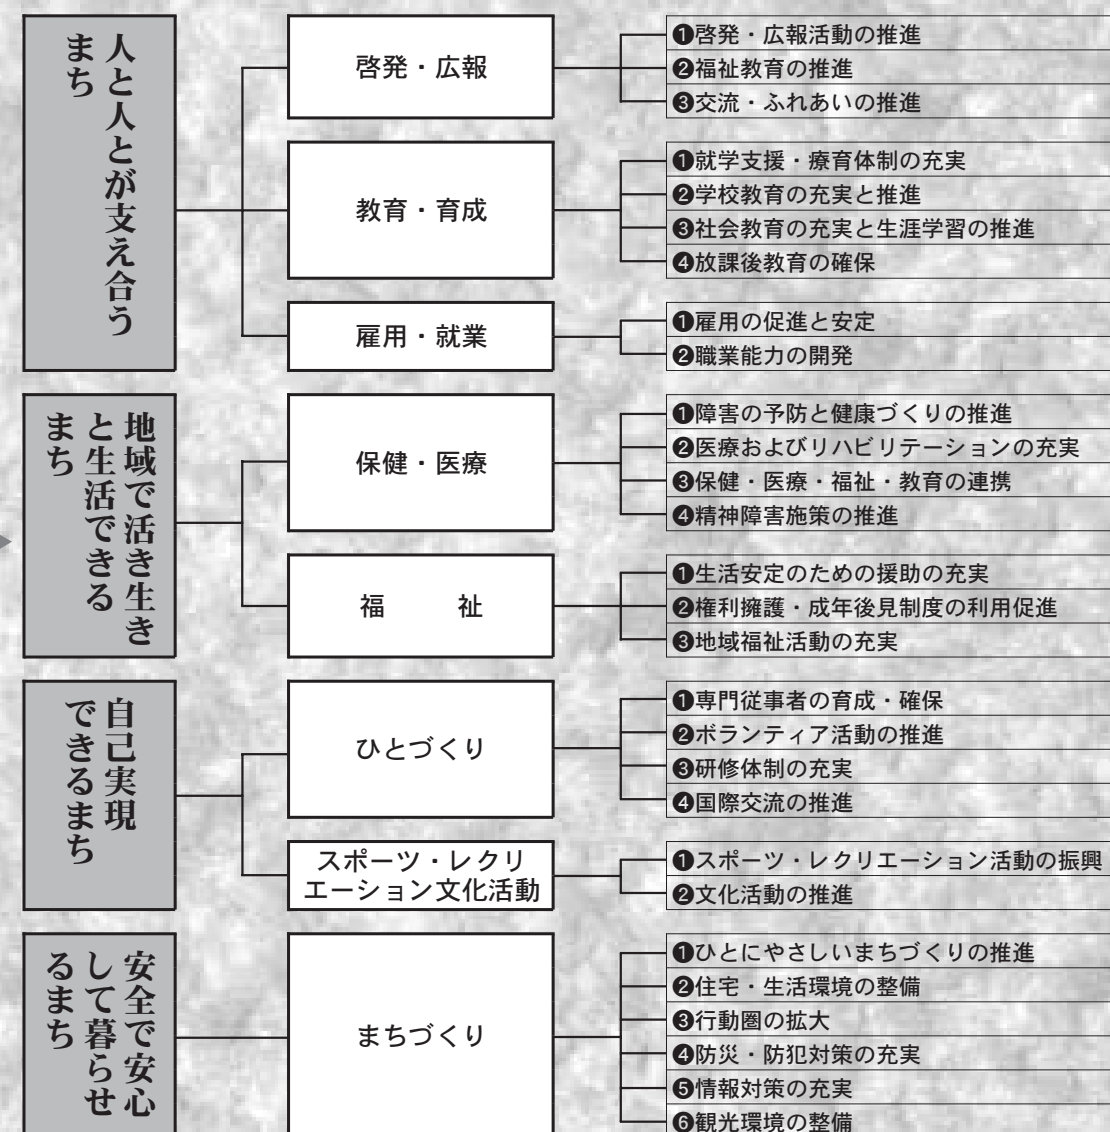 人と人とが支え合う
まち
啓発・広報
❶啓発・広報活動の推進
❷福祉教育の推進
❸交流・ふれあいの推進
教育・育成
❶就学支援・療育体制の充実
❷学校教育の充実と推進
❸社会教育の充実と生涯学習の推進
❹放課後教育の確保
雇用・就業
❶雇用の促進と安定
❷職業能力の開発
地域で活き生き
と生活できる
まち
保健・医療
❶障害の予防と健康づくりの推進
❷医療およびリハビリテーションの充実
❸保健・医療・福祉・教育の連携
❹精神障害施策の推進
福　祉
❶生活安定のための援助の充実
❷権利擁護・成年後見制度の利用促進
❸地域福祉活動の充実
自己実現
できるまち
ひとづくり
❶専門従事者の育成・確保
❷ボランティア活動の推進
❸研修体制の充実
❹国際交流の推進
スポーツ・レクリ
エーション文化活動
❶スポーツ・レクリエーション活動の振興
❷文化活動の推進
安全で安心
して暮らせ
るまち
まちづくり
❶ひとにやさしいまちづくりの推進
❷住宅・生活環境の整備
❸行動圏の拡大
❹防災・防犯対策の充実
❺情報対策の充実
❻観光環境の整備